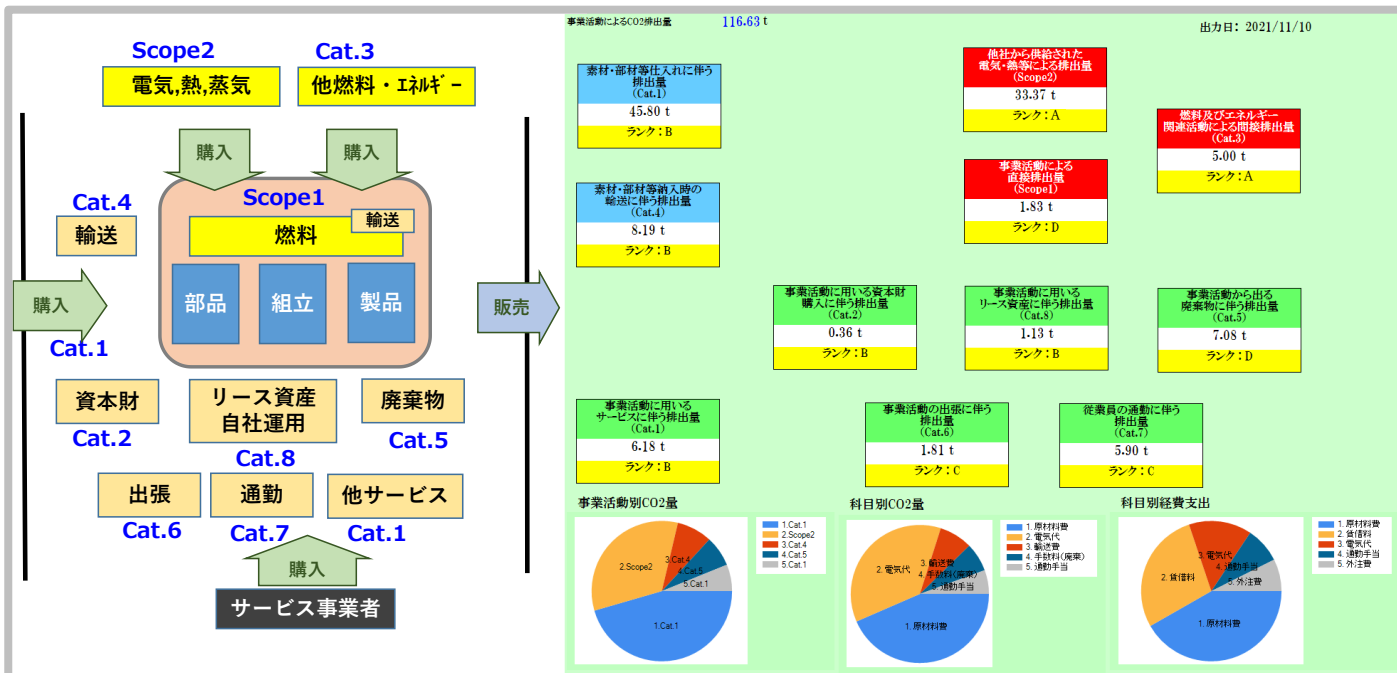 Scope2
電気,熱,蒸気
Cat.3
他燃料・エネルギー
購入
購入
Cat.4
輸送
Scope1
輸送
燃料
部品
組立
製品
購入
販売
Cat.1
資本財
Cat.2
リース資産
自社運用
Cat.8
廃棄物
Cat.5
出張
Cat.6
通勤
Cat.7
他サービス
Cat.1
購入
サービス事業者
事業活動によるCO2排出量
116.63 t
出力日: 2021/11/10
素材・部材等仕入れに伴う
排出量
(Cat.1)
45.80 t
ランク:B
他社から供給された
電気・熱等による排出量
(Scope2)
33.37 t
ランク:A
燃料及びエネルギー
関連活動による間接排出量
(Cat.3)
5.00 t
ランク:A
素材・部材等納入時の
輸送に伴う排出量
(Cat.4)
8.19 t
ランク:B
事業活動による
直接排出量
(Scope1)
1.83 t
ランク:D
事業活動に用いる資本財
購入に伴う排出量
(Cat.2)
0.36 t
ランク:B
事業活動に用いる
リース資産に伴う排出量
(Cat.8)
1.13 t
ランク:B
事業活動から出る
廃棄物に伴う排出量
(Cat.5)
7.08 t
ランク:D
事業活動に用いる
サービスに伴う排出量
(Cat.1)
6.18 t
ランク:B
事業活動の出張に伴う
排出量
(Cat.6)
1.81 t
ランク:C
従業員の通勤に伴う
排出量
(Cat.7)
5.90 t
ランク:C
事業活動別CO2量
1.Cat.1
2.Scope2
3.Cat.4
4.Cat.5
5.Cat.1
2.Scope2
3.Cat.4
4.Cat.5
5.Cat.1
1.Cat.1
科目別CO2量
1. 原材料費
2. 電気代
3. 輸送費
4. 手数料(廃棄)
5. 通勤手当
2. 電気代
3. 輸送費
4. 手数料(廃棄)
5. 通勤手当
1. 原材料費
科目別経費支出
1. 原材料費
2. 賃借料
3. 電気代
4. 通勤手当
5. 外注費
3. 電気代
4. 通勤手当
2. 賃借料
5. 外注費
1. 原材料費